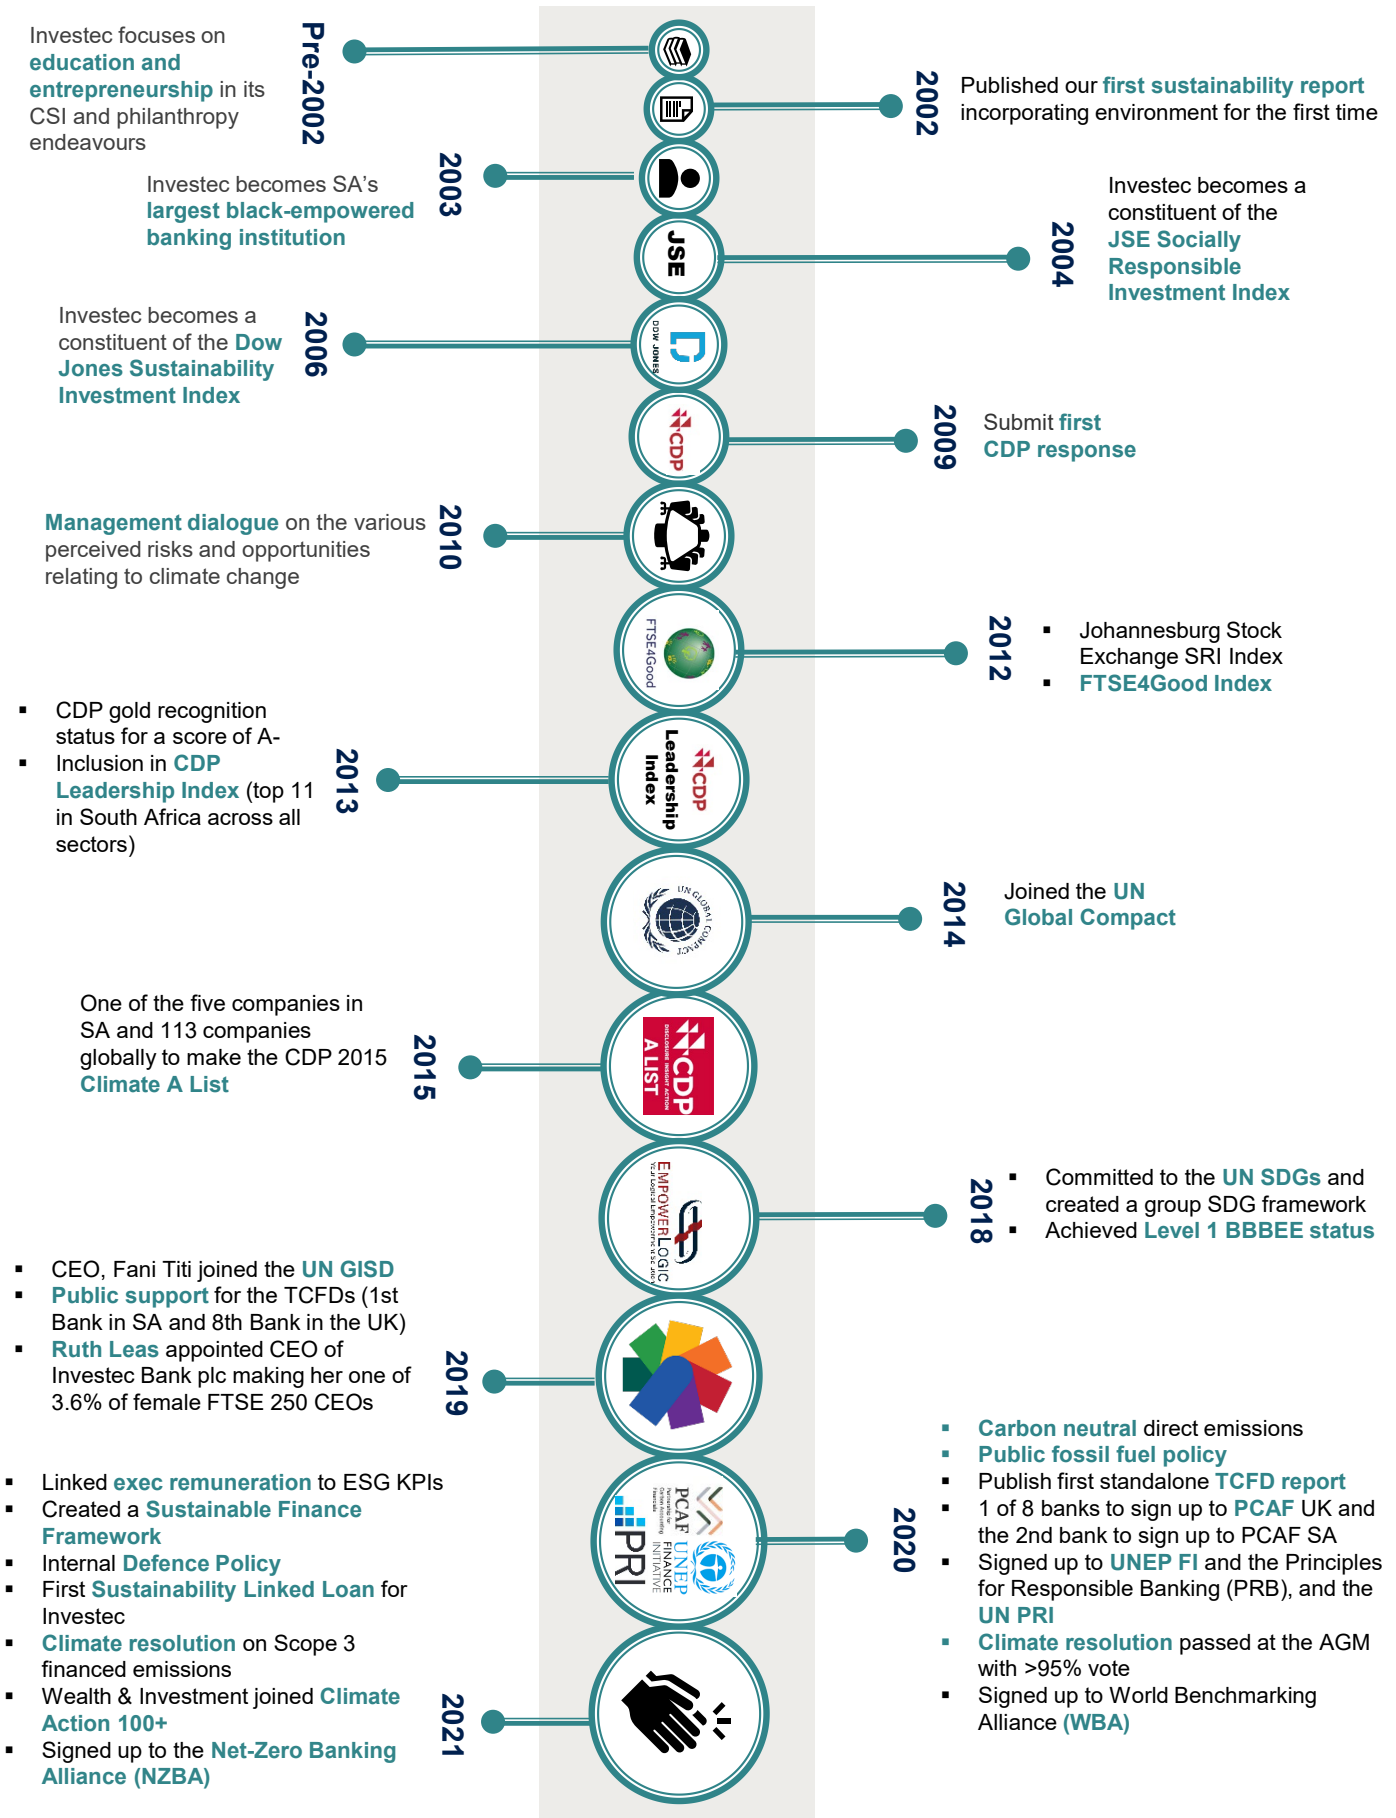 Investec focuses on
education and
entrepreneurship in its
CSI and philanthropy
endeavours
Pre-2002
2002
Published our first sustainability report
incorporating environment for the first time
Investec becomes SA's
largest black-empowered
banking institution
2003
JSE
2004
Investec becomes a
constituent of the
JSE Socially
Responsible
Investment Index
Investec becomes a
constituent of the Dow
Jones Sustainability
Investment Index
2006
DOW JONES
CDP
2009
Submit first
CDP response
Management dialogue on the various
perceived risks and opportunities
relating to climate change
2010
FTSE4Good
2012
▪ Johannesburg Stock
Exchange SRI Index
▪ FTSE4Good Index
▪ CDP gold recognition
status for a score of A-
▪ Inclusion in CDP
Leadership Index (top 11
in South Africa across all
sectors)
2013
CDP
Leadership
Index
UN GLOBAL COMPACT
2014
Joined the UN
Global Compact
One of the five companies in
SA and 113 companies
globally to make the CDP 2015
Climate A List
2015
CDP
DISCLOSURE INSIGHT ACTION
A LIST
EMPOWERLOGIC
2018
▪ Committed to the UN SDGs and
created a group SDG framework
▪ Achieved Level 1 BBBEE status
▪ CEO, Fani Titi joined the UN GISD
▪ Public support for the TCFDs (1st
Bank in SA and 8th Bank in the UK)
▪ Ruth Leas appointed CEO of
Investec Bank plc making her one of
3.6% of female FTSE 250 CEOs
2019
PCAF
Partnership for
Carbon Accounting
Financials
UNEP
FINANCE
INITIATIVE
PRI
2020
▪ Carbon neutral direct emissions
▪ Public fossil fuel policy
▪ Publish first standalone TCFD report
▪ 1 of 8 banks to sign up to PCAF UK and
the 2nd bank to sign up to PCAF SA
▪ Signed up to UNEP FI and the Principles
for Responsible Banking (PRB), and the
UN PRI
▪ Climate resolution passed at the AGM
with >95% vote
▪ Signed up to World Benchmarking
Alliance (WBA)
▪ Linked exec remuneration to ESG KPIs
▪ Created a Sustainable Finance
Framework
▪ Internal Defence Policy
▪ First Sustainability Linked Loan for
Investec
▪ Climate resolution on Scope 3
financed emissions
▪ Wealth & Investment joined Climate
Action 100+
▪ Signed up to the Net-Zero Banking
Alliance (NZBA)
2021